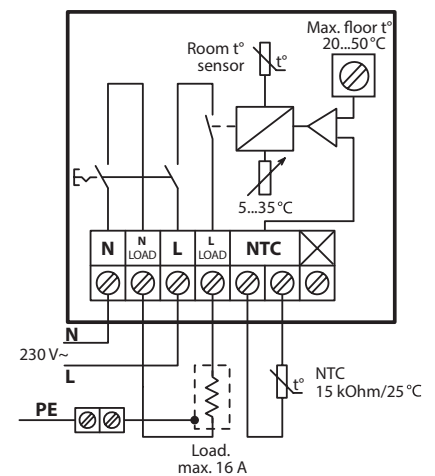 Max. floor t°
20...50°C
Room t°
sensor
t°
5...35°C
N
N
LOAD
L
L
LOAD
NTC
N
230 V~
L
PE
t°
NTC
15 kOhm/25°C
Load.
max. 16 A